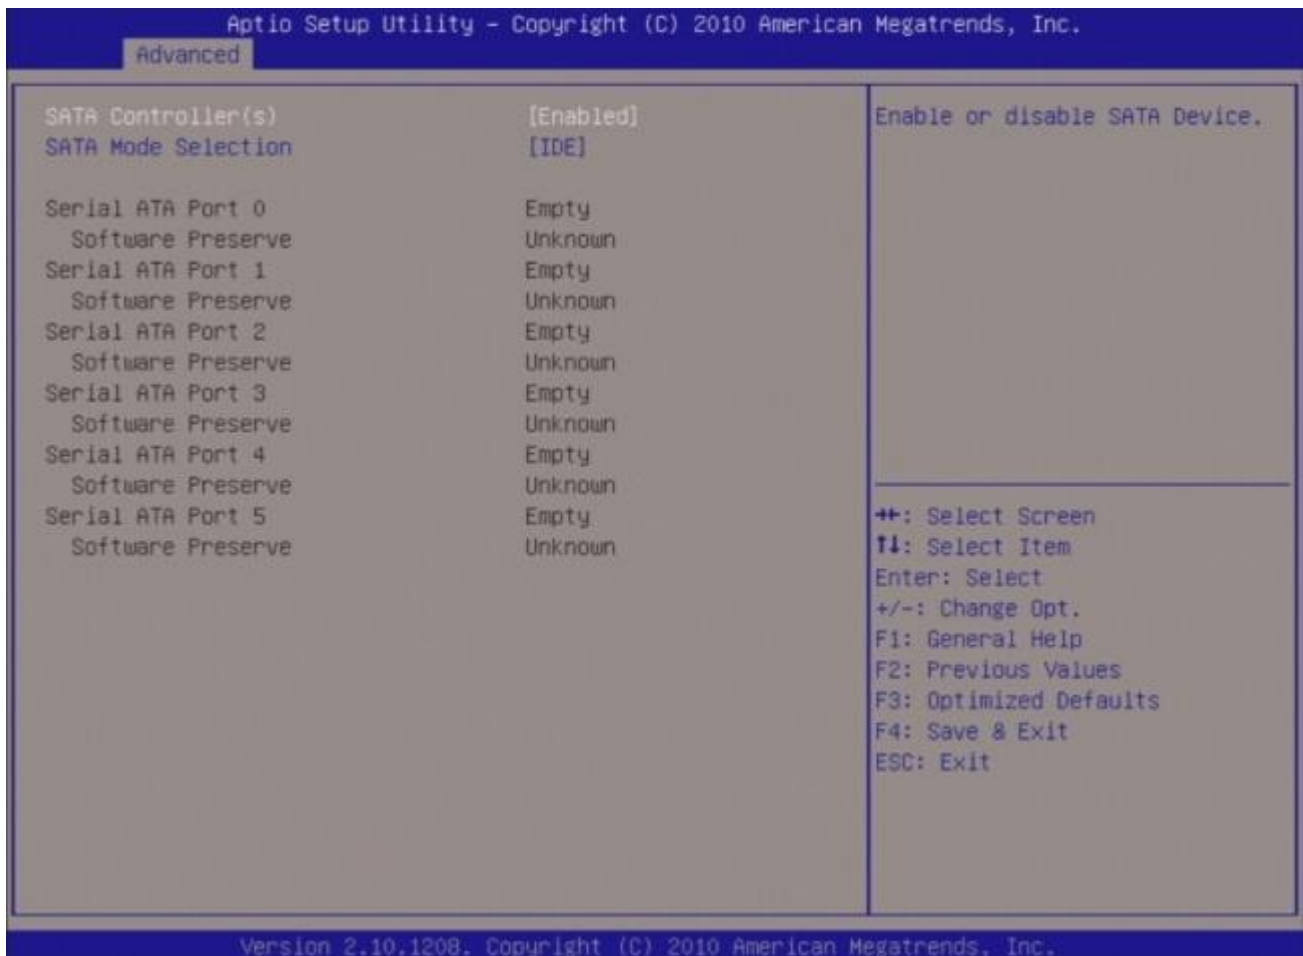 Aptio Setup Utility – Copyright (C) 2010 American Megatrends, Inc.
Advanced
SATA Controller(s) [Enabled]
SATA Mode Selection [IDE]
Serial ATA Port 0 Empty
Software Preserve Unknown
Serial ATA Port 1 Empty
Software Preserve Unknown
Serial ATA Port 2 Empty
Software Preserve Unknown
Serial ATA Port 3 Empty
Software Preserve Unknown
Serial ATA Port 4 Empty
Software Preserve Unknown
Serial ATA Port 5 Empty
Software Preserve Unknown
Enable or disable SATA Device.
→←: Select Screen
↑↓: Select Item
Enter: Select
+/-: Change Opt.
F1: General Help
F2: Previous Values
F3: Optimized Defaults
F4: Save & Exit
ESC: Exit
Version 2.10.1208. Copyright (C) 2010 American Megatrends, Inc.